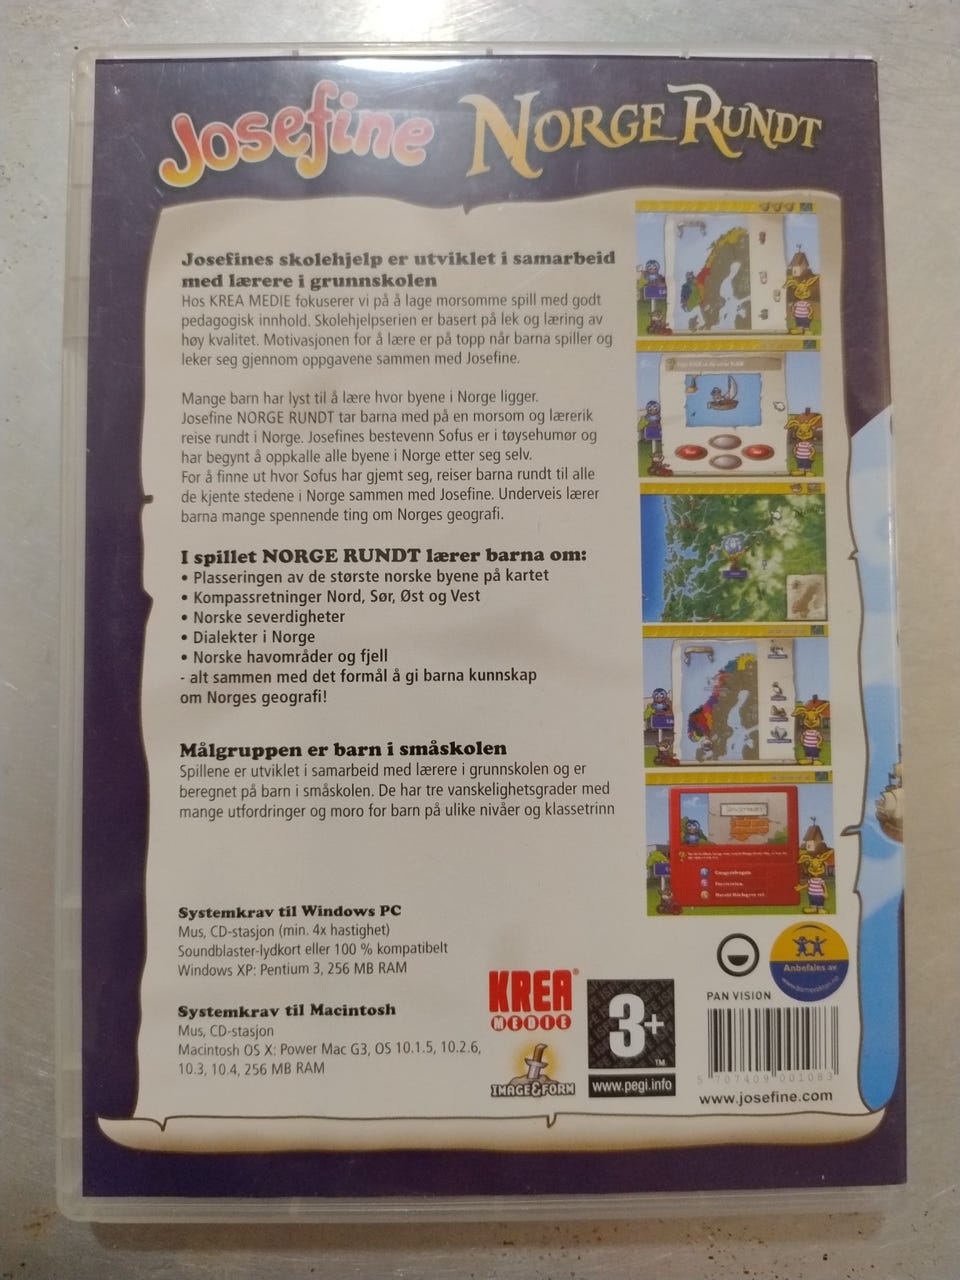 Josefine NORGE RUNDT
Josefines skolehjelp er utviklet i samarbeid
med lærere i grunnskolen
Hos KREA MEDIE fokuserer vi på å lage morsomme spill med godt
pedagogisk innhold. Skolehjelpserien er basert på lek og læring av
høy kvalitet. Motivasjonen for å lære er på topp når barna spiller og
leker seg gjennom oppgavene sammen med Josefine.
Mange barn har lyst til å lære hvor byene i Norge ligger.
Josefine NORGE RUNDT tar barna med på en morsom og lærerik
reise rundt i Norge. Josefines bestevenn Sofus er i tøysehumør og
har begynt å oppkalle alle byene i Norge etter seg selv.
For å finne ut hvor Sofus har gjemt seg, reiser barna rundt til alle
de kjente stedene i Norge sammen med Josefine. Underveis lærer
barna mange spennende ting om Norges geografi.
I spillet NORGE RUNDT lærer barna om:
• Plasseringen av de største norske byene på kartet
• Kompassretninger Nord, Sør, Øst og Vest
• Norske severdigheter
• Dialekter i Norge
• Norske havområder og fjell
- alt sammen med det formål å gi barna kunnskap
om Norges geografi!
Målgruppen er barn i småskolen
Spillene er utviklet i samarbeid med lærere i grunnskolen og er
beregnet på barn i småskolen. De har tre vanskelighetsgrader med
mange utfordringer og moro for barn på ulike nivåer og klassetrinn
Systemkrav til Windows PC
Mus, CD-stasjon (min. 4x hastighet)
Soundblaster-lydkort eller 100 % kompatibelt
Windows XP: Pentium 3, 256 MB RAM
Systemkrav til Macintosh
Mus, CD-stasjon
Macintosh OS X: Power Mac G3, OS 10.1.5, 10.2.6,
10.3, 10.4, 256 MB RAM
KREA®
MEDIE
IMAGE&FORM
3+
TM
www.pegi.info
PAN VISION
Anbefales av
www.barnevakten.no
5 707409 001083
www.josefine.com